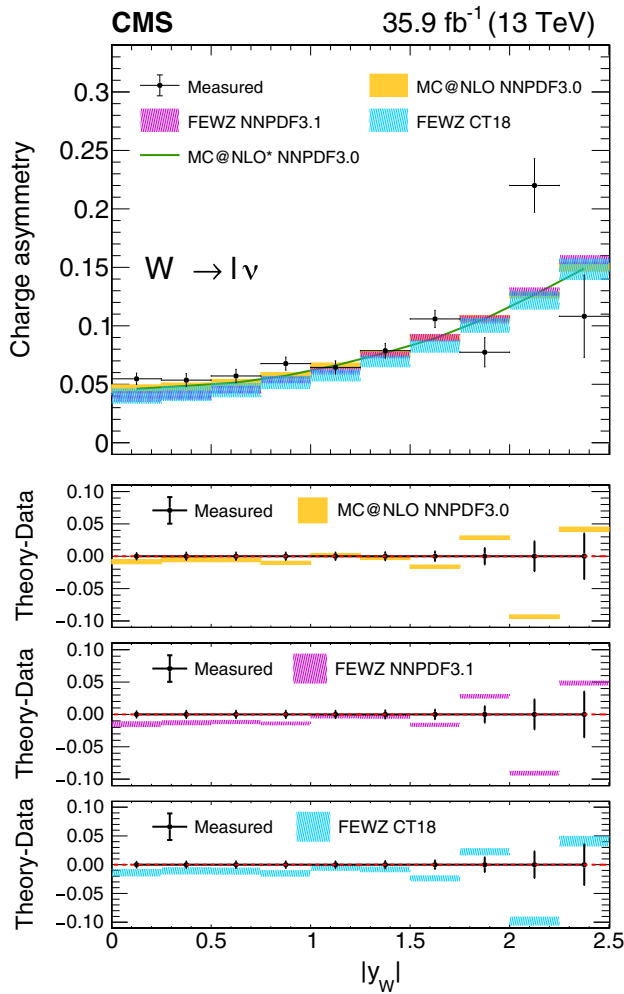 CMS 35.9 fb⁻¹ (13 TeV)
Charge asymmetry
0.3
0.25
0.2
0.15
0.1
0.05
0
Measured
MC@NLO NNPDF3.0
FEWZ NNPDF3.1
FEWZ CT18
MC@NLO* NNPDF3.0
W → l ν
Theory-Data
0.10
0.05
0.00
−0.05
−0.10
Measured
MC@NLO NNPDF3.0
Theory-Data
0.10
0.05
0.00
−0.05
−0.10
Measured
FEWZ NNPDF3.1
Theory-Data
0.10
0.05
0.00
−0.05
−0.10
Measured
FEWZ CT18
0 0.5 1 1.5 2 2.5
|y_W|